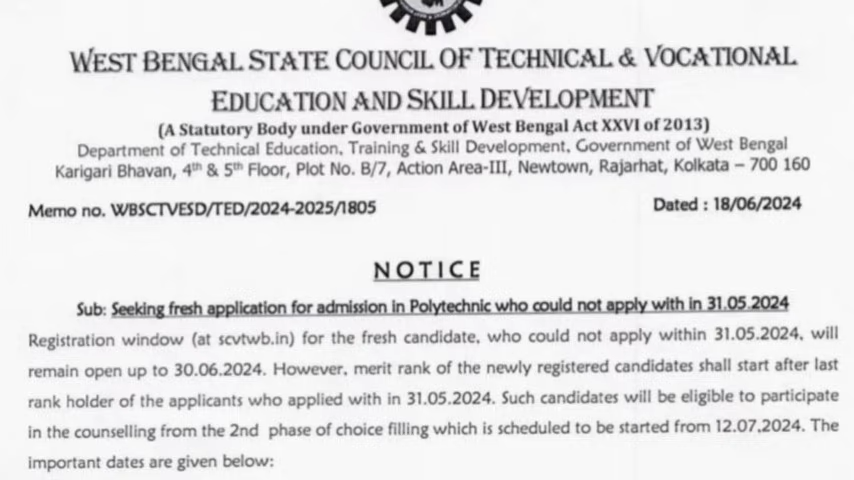 WEST BENGAL STATE COUNCIL OF TECHNICAL & VOCATIONAL
EDUCATION AND SKILL DEVELOPMENT
(A Statutory Body under Government of West Bengal Act XXVI of 2013)
Department of Technical Education, Training & Skill Development, Government of West Bengal
Karigari Bhavan, 4th & 5th Floor, Plot No. B/7, Action Area-III, Newtown, Rajarhat, Kolkata – 700 160
Memo no. WBSCTVESD/TED/2024-2025/1805 Dated : 18/06/2024
NOTICE
Sub: Seeking fresh application for admission in Polytechnic who could not apply with in 31.05.2024
Registration window (at scvtwb.in) for the fresh candidate, who could not apply within 31.05.2024, will
remain open up to 30.06.2024. However, merit rank of the newly registered candidates shall start after last
rank holder of the applicants who applied with in 31.05.2024. Such candidates will be eligible to participate
in the counselling from the 2nd phase of choice filling which is scheduled to be started from 12.07.2024. The
important dates are given below: